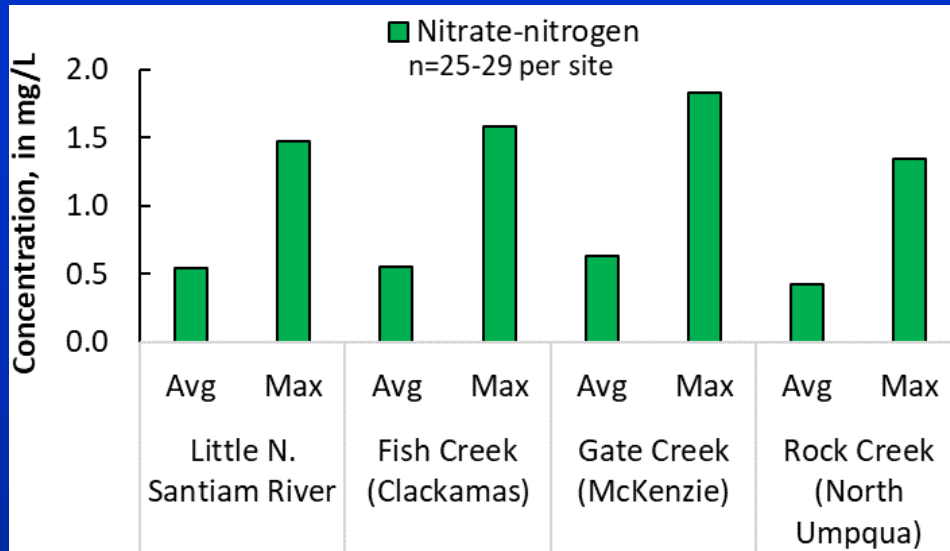 Nitrate-nitrogen
n=25-29 per site
Concentration, in mg/L
2.0
1.5
1.0
0.5
0.0
Avg Max Avg Max Avg Max Avg Max
Little N. Fish Creek Gate Creek Rock Creek
Santiam River (Clackamas) (McKenzie) (North
Umpqua)